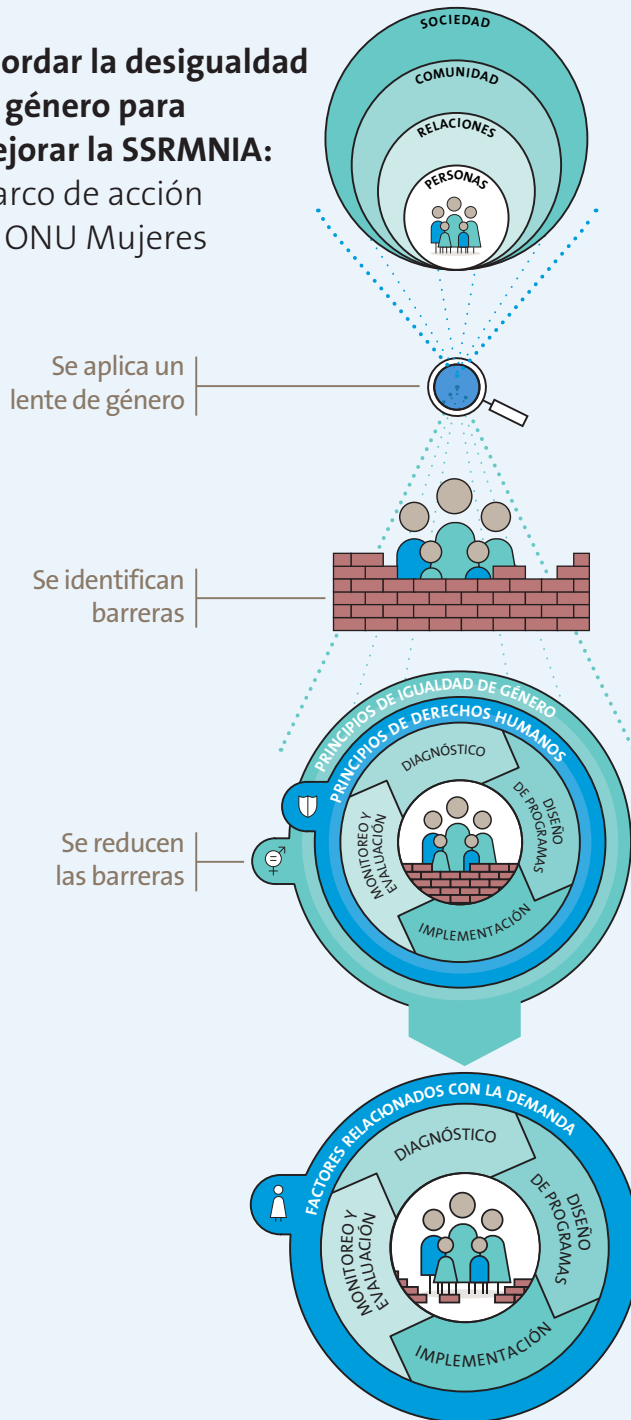 ordar la desigualdad
género para
ejorar la SSRMNIA:
arco de acción
ONU Mujeres
SOCIEDAD
COMUNIDAD
RELACIONES
PERSONAS
Se aplica un
lente de género
Se identifican
barreras
PRINCIPIOS DE IGUALDAD DE GÉNERO
PRINCIPIOS DE DERECHOS HUMANOS
DIAGNÓSTICO
DISEÑO
DE PROGRAMAS
MONITOREO Y
EVALUACIÓN
IMPLEMENTACIÓN
Se reducen
las barreras
FACTORES RELACIONADOS CON LA DEMANDA
DIAGNÓSTICO
DISEÑO
DE PROGRAMAS
MONITOREO Y
EVALUACIÓN
IMPLEMENTACIÓN